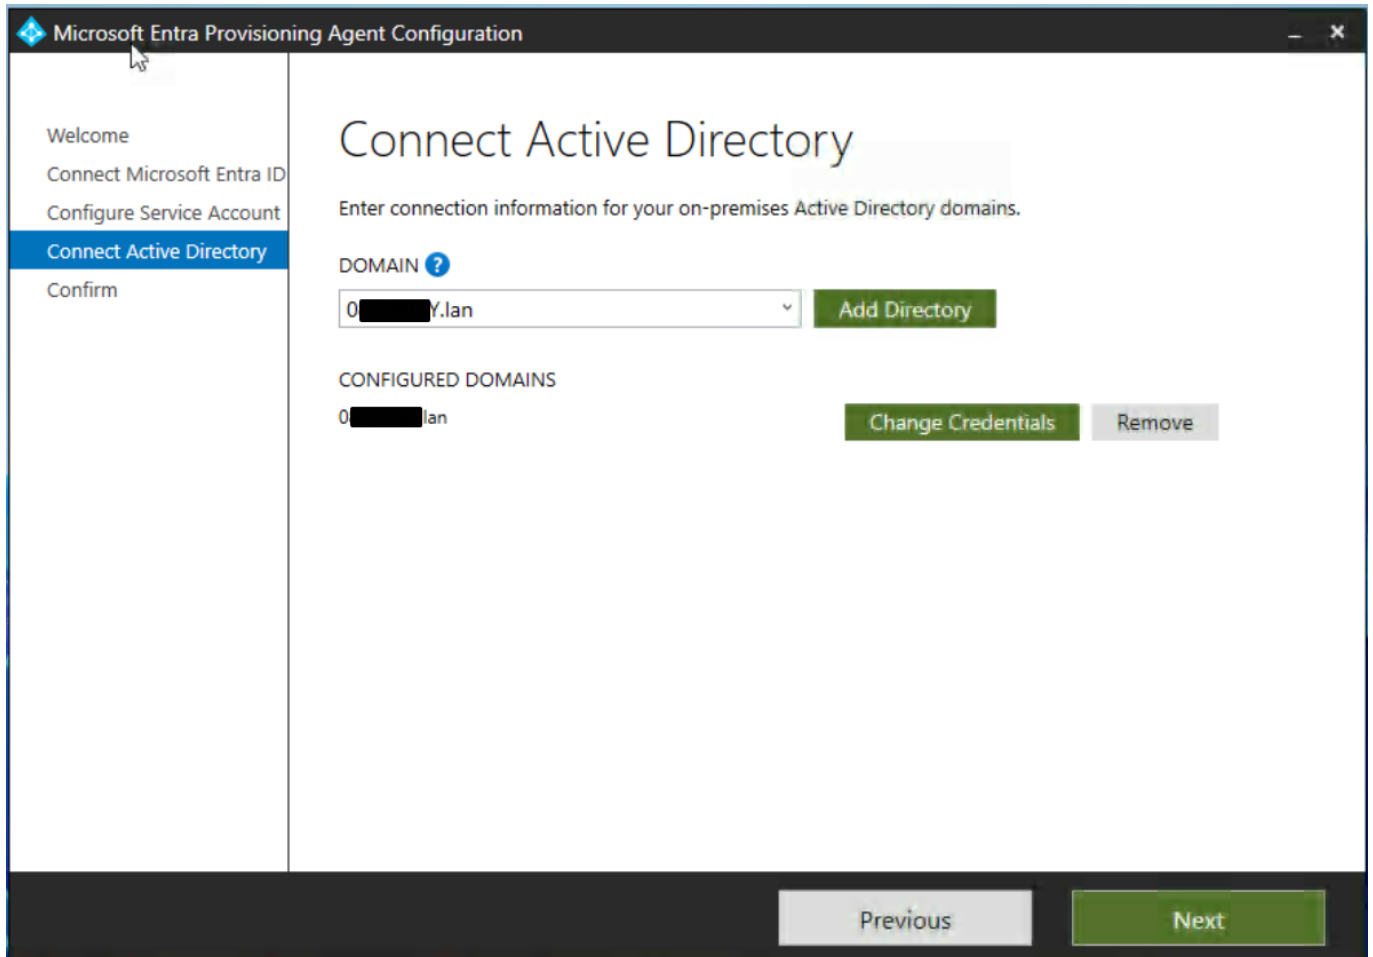 Microsoft Entra Provisioning Agent Configuration
Welcome
Connect Microsoft Entra ID
Configure Service Account
Connect Active Directory
Confirm
Connect Active Directory
Enter connection information for your on-premises Active Directory domains.
DOMAIN ?
0 Y.lan
Add Directory
CONFIGURED DOMAINS
0 lan
Change Credentials
Remove
Previous
Next